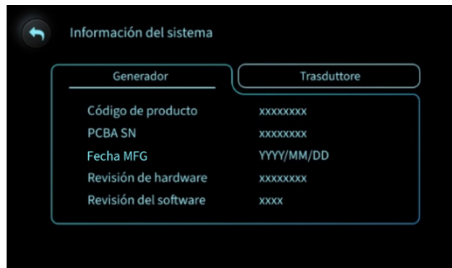 Información del sistema
Generador Trasduttore
Código de producto xxxxxxxx
PCBA SN xxxxxxxx
Fecha MFG YYYY/MM/DD
Revisión de hardware xxxxxxxx
Revisión del software xxxx